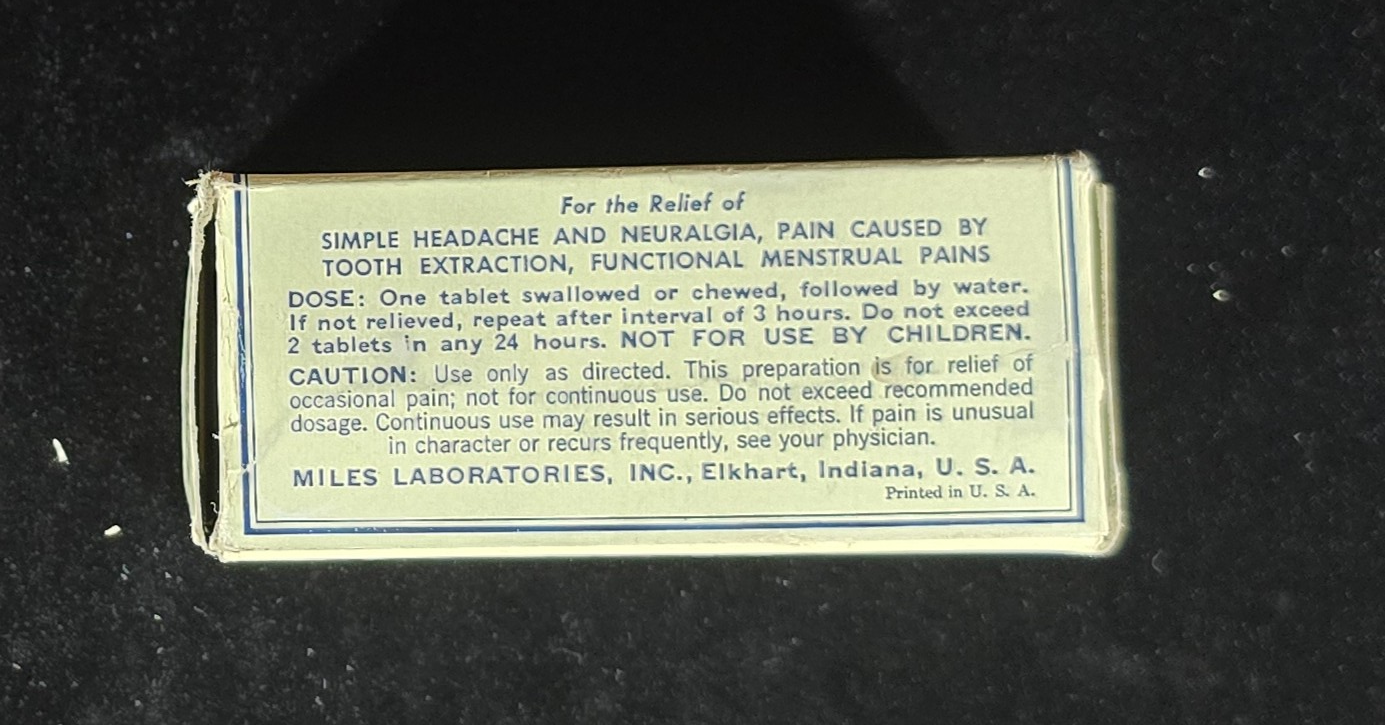 For the Relief of
SIMPLE HEADACHE AND NEURALGIA, PAIN CAUSED BY
TOOTH EXTRACTION, FUNCTIONAL MENSTRUAL PAINS
DOSE: One tablet swallowed or chewed, followed by water.
If not relieved, repeat after interval of 3 hours. Do not exceed
2 tablets in any 24 hours. NOT FOR USE BY CHILDREN.
CAUTION: Use only as directed. This preparation is for relief of
occasional pain; not for continuous use. Do not exceed recommended
dosage. Continuous use may result in serious effects. If pain is unusual
in character or recurs frequently, see your physician.
MILES LABORATORIES, INC., Elkhart, Indiana, U. S. A.
Printed in U. S. A.